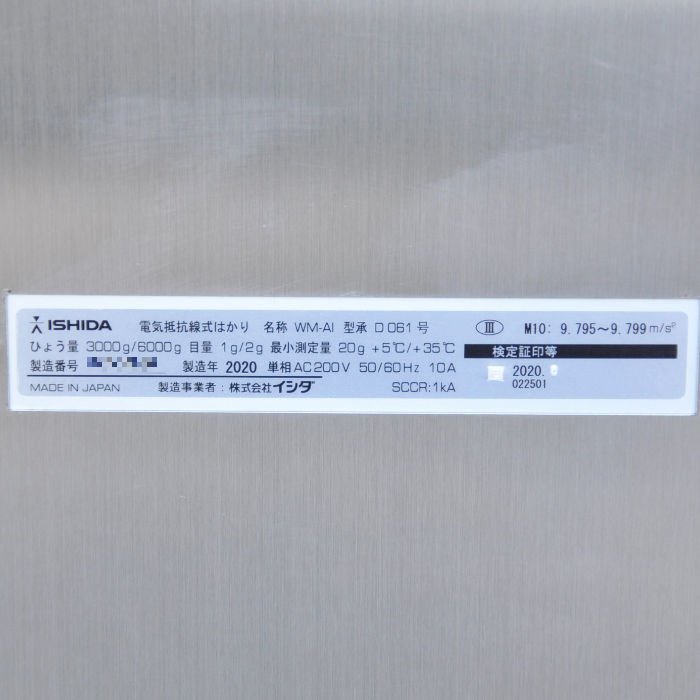 ISHIDA 電気抵抗線式はかり 名称 WM-AI 型承 D061号 Ⅲ M10: 9.795～9.799m/s²
ひょう量 3000g/6000g 目量 1g/2g 最小測定量 20g +5℃/+35℃ 検定証印等
製造番号 製造年 2020 単相AC200V 50/60Hz 10A 2020.
MADE IN JAPAN 製造事業者：株式会社イシダ SCCR:1kA 022501